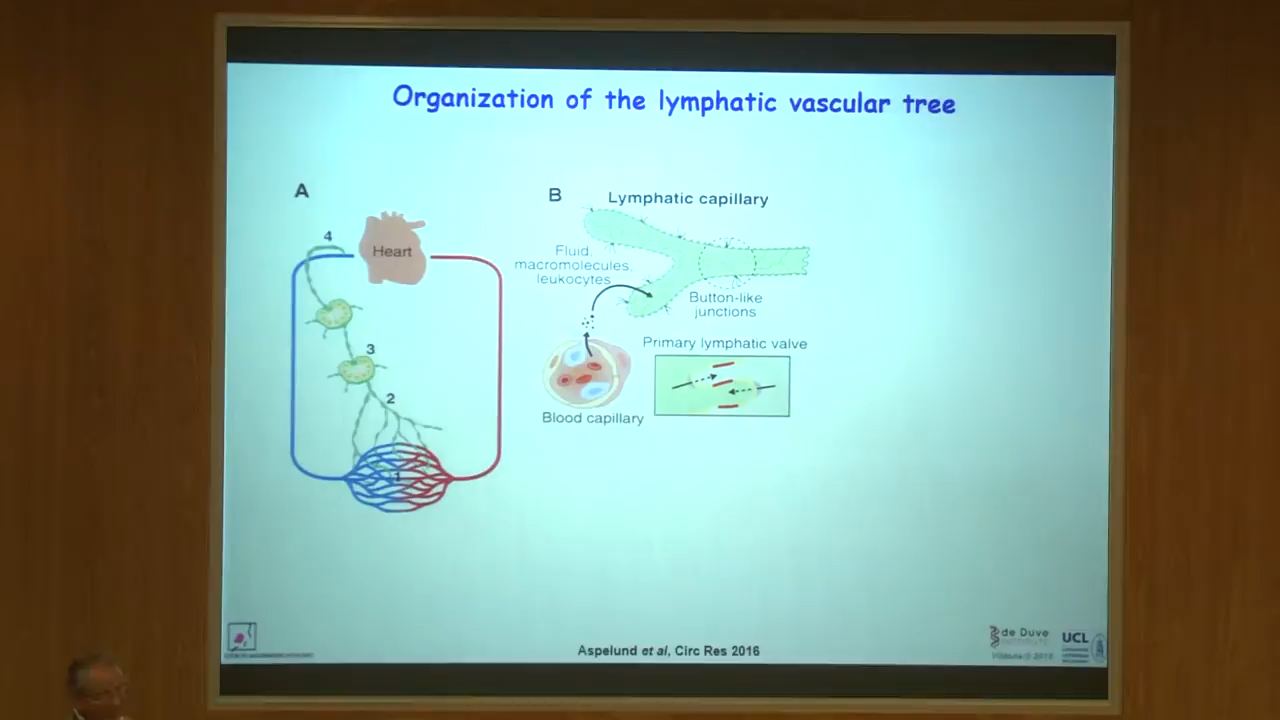 Organization of the lymphatic vascular tree
A
4
Heart
3
2
1
B
Lymphatic capillary
Fluid,
macromolecules,
leukocytes
Button-like
junctions
Primary lymphatic valve
Blood capillary
Aspelund et al, Circ Res 2016
de Duve
INSTITUTE
UCL